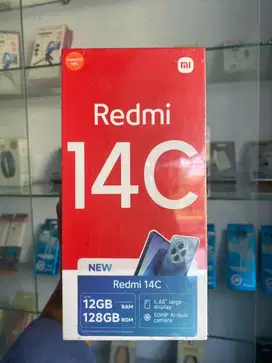 mi
Redmi
14C
NEW
Redmi 14C
12GB RAM
128GB ROM
6.88" large
display
50MP AI dual
camera